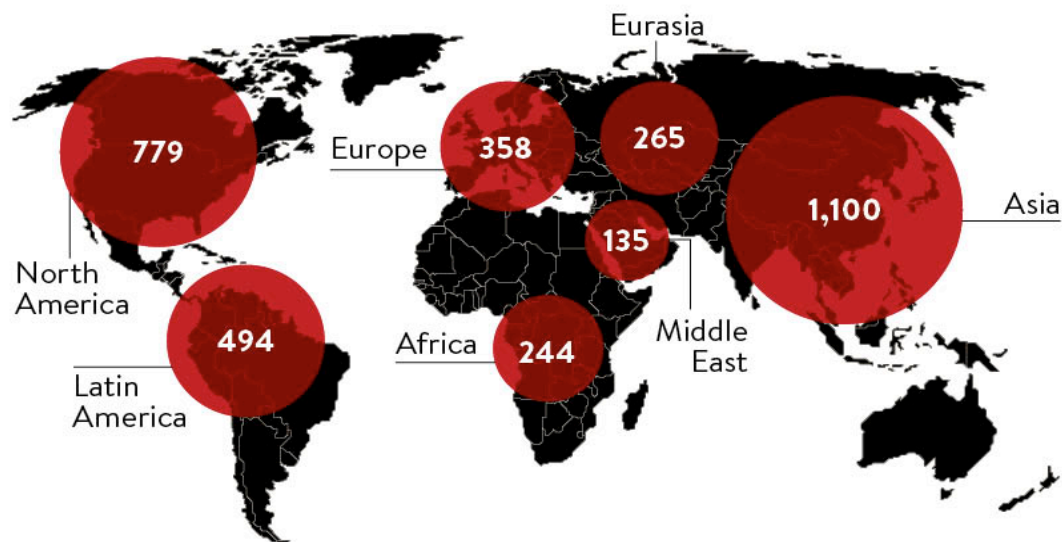 Eurasia
779
Europe
358
265
1,100
Asia
135
North
America
Middle
East
494
Africa
244
Latin
America